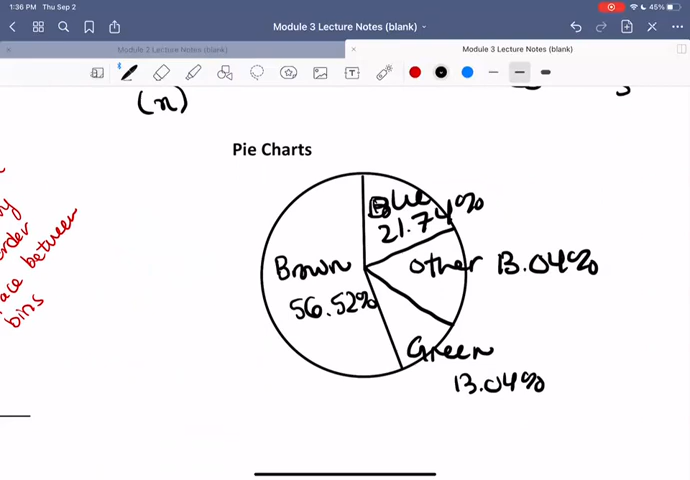 1:36 PM Thu Sep 2
45%
Module 3 Lecture Notes (blank)
Module 2 Lecture Notes (blank)
Module 3 Lecture Notes (blank)
(n)
Pie Charts
Blue
21.74%
Other 13.04%
Brown
56.52%
Green
13.04%
between
bins